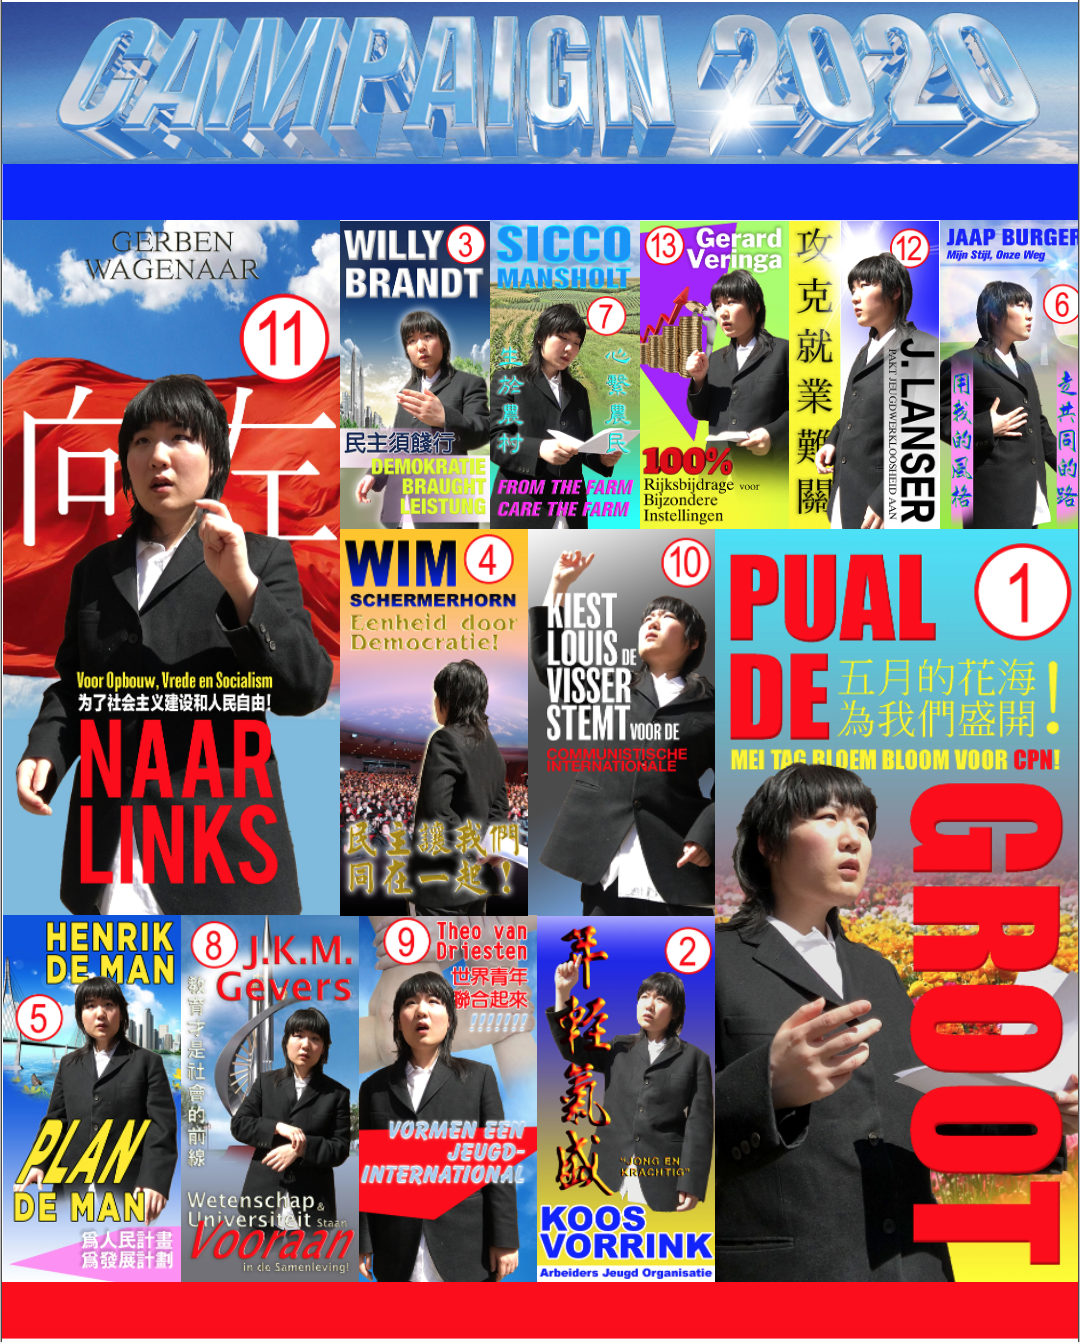 CAMPAIGN 2020
GERBEN
WAGENAAR
11
向左
Voor Opbouw, Vrede en Socialism
为了社会主义建设和人民自由!
NAAR
LINKS
WILLY
BRANDT
3
民主須餞行
DEMOKRATIE
BRAUGHT
LEISTUNG
SICCO
MANSHOLT
7
生於農村
心繫農民
FROM THE FARM
CARE THE FARM
13
Gerard
Veringa
100%
Rijksbijdrage voor
Bijzondere
Instellingen
攻克就業難關
12
J. LANSER
PAKT JEUGDWERKLOOSHEID AAN
JAAP BURGER
Mijn Stijl, Onze Weg
6
用我的風格
走共同的路
WIM
4
SCHERMERHORN
Eenheid door
Democratie!
民主讓我們
同在一起!
10
KIEST
LOUIS DE
VISSER
STEMT VOOR DE
COMMUNISTISCHE
INTERNATIONALE
PUAL
1
DE
五月的花海
為我們盛開!
MEI TAG BLOEM BLOOM VOOR CPN!
GROOT
HENRIK
DE MAN
5
PLAN
DE MAN
爲人民計畫
爲發展計劃
8
J.K.M.
Gevers
教育才是社會的前線
Wetenschap &
Universiteit Staan
Vooraan
in de Samenleving!
9
Theo van
Driesten
世界青年
聯合起來
!!!!!!!
VORMEN EEN
JEUGD-
INTERNATIONAL
2
年輕氣盛
"JONG EN
KRACHTIG"
KOOS
VORRINK
Arbeiders Jeugd Organisatie